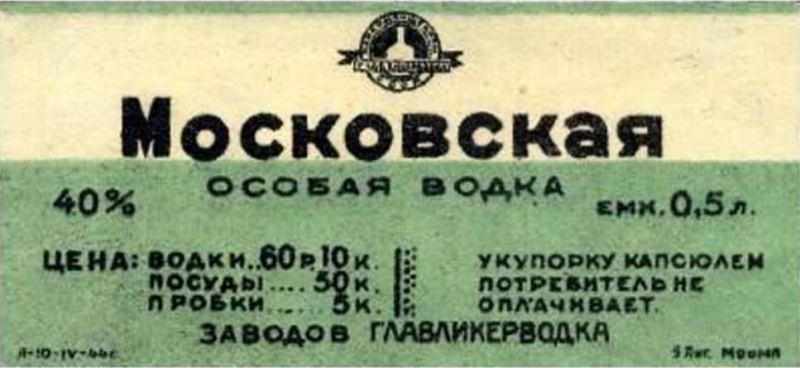 Московская
ОСОБАЯ ВОДКА
40%
ЕМК. 0,5 л.
ЦЕНА: ВОДКИ.. 60 р. 10 к.
ПОСУДЫ .... 50 к.
ПРОБКИ .... 5 к.
УКУПОРКУ КАПСЮЛЕМ
ПОТРЕБИТЕЛЬ НЕ
ОПЛАЧИВАЕТ.
ЗАВОДОВ ГЛАВЛИКЕРВОДКА